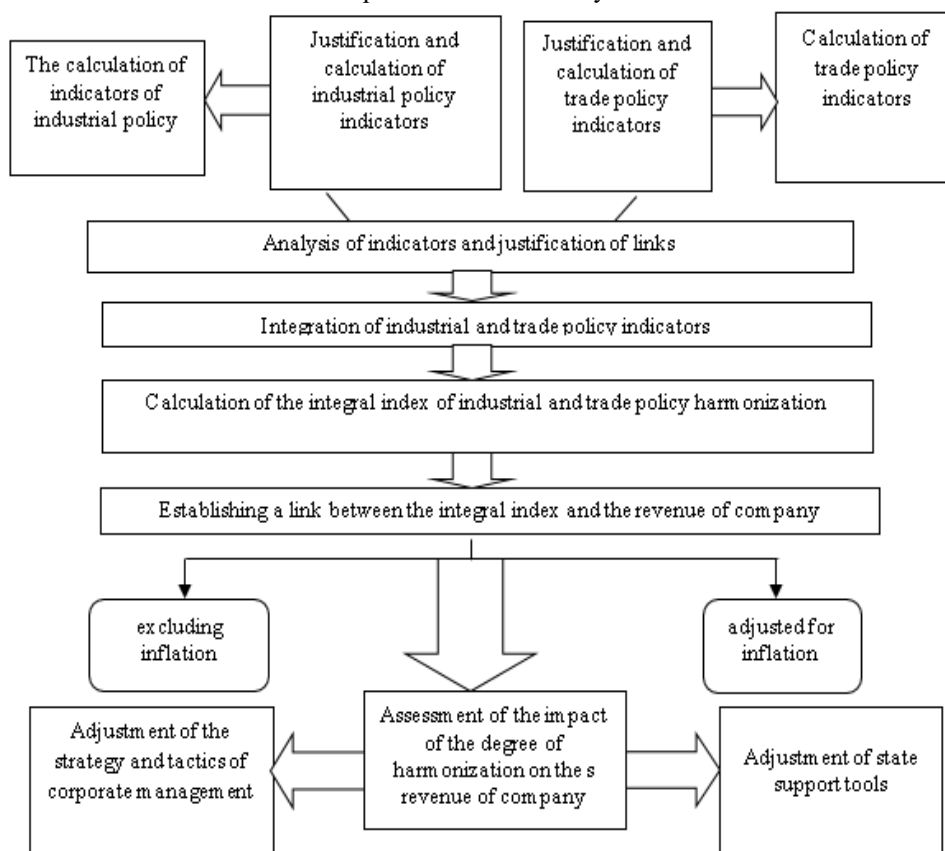 The calculation of
indicators of
industrial policy
Justification and
calculation of
industrial policy
indicators
Justification and
calculation of
trade policy
indicators
Calculation of
trade policy
indicators
Analysis of indicators and justification of links
Integration of industrial and trade policy indicators
Calculation of the integral index of industrial and trade policy harmonization
Establishing a link between the integral index and the revenue of company
excluding
inflation
adjusted for
inflation
Adjustment of the
strategy and tactics of
corporate management
Assessment of the impact
of the degree of
harmonization on the s
revenue of company
Adjustment of state
support tools